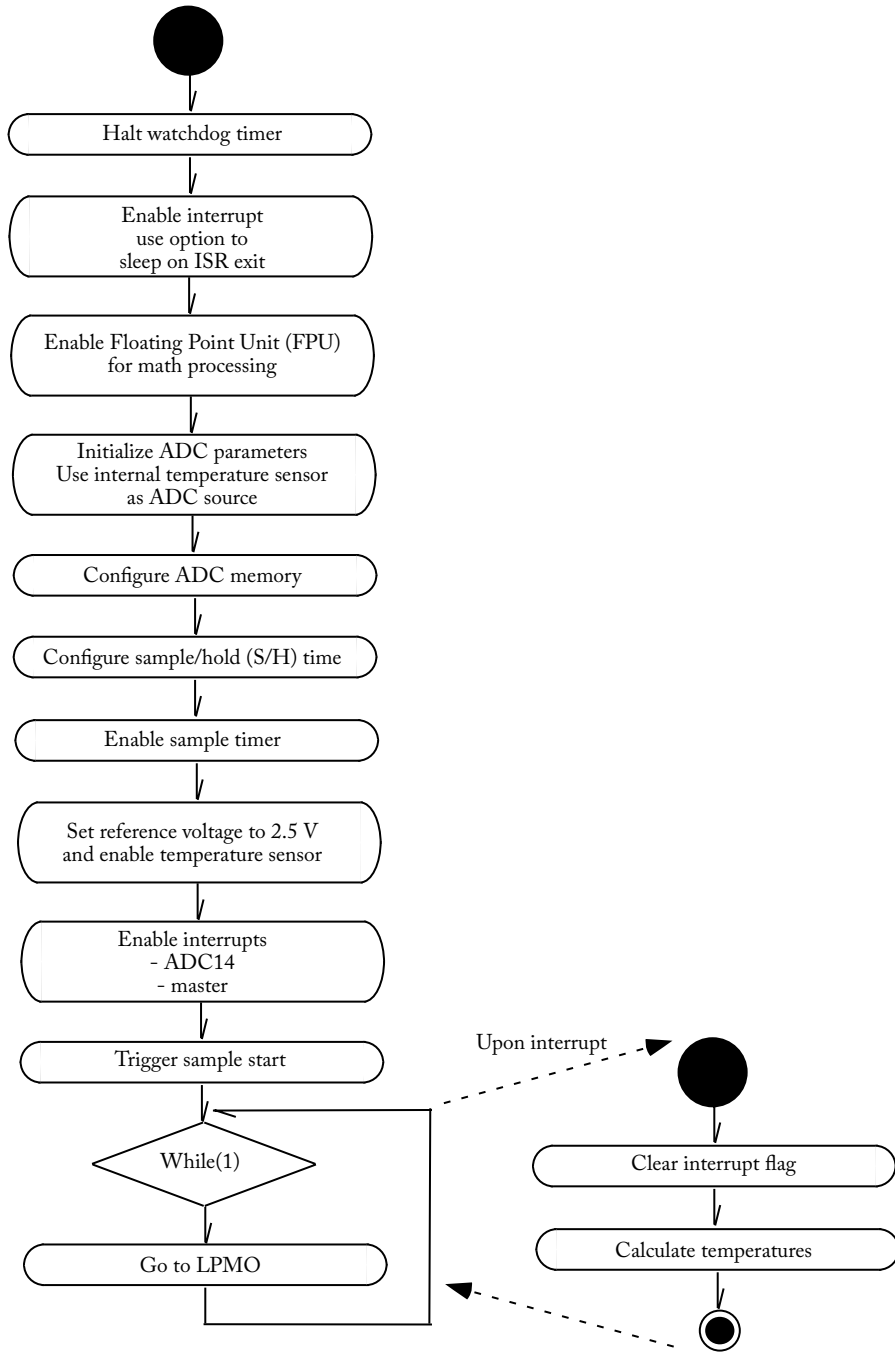 Halt watchdog timer
Enable interrupt
use option to
sleep on ISR exit
Enable Floating Point Unit (FPU)
for math processing
Initialize ADC parameters
Use internal temperature sensor
as ADC source
Configure ADC memory
Configure sample/hold (S/H) time
Enable sample timer
Set reference voltage to 2.5 V
and enable temperature sensor
Enable interrupts
- ADC14
- master
Trigger sample start
While(1)
Go to LPMO
Upon interrupt
Clear interrupt flag
Calculate temperatures